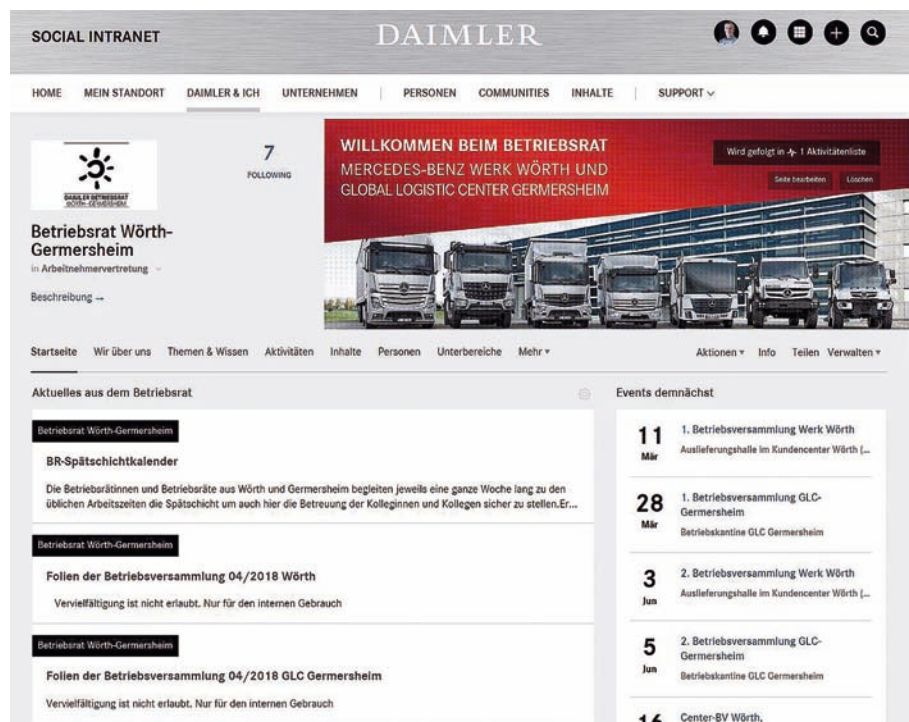 SOCIAL INTRANET
DAIMLER
HOME MEIN STANDORT DAIMLER & ICH UNTERNEHMEN | PERSONEN COMMUNITIES INHALTE | SUPPORT
DAIMLER BETRIEBSRAT
WÖRTH-GERMERSHEIM
7
FOLLOWING
WILLKOMMEN BEIM BETRIEBSRAT
MERCEDES-BENZ WERK WÖRTH UND
GLOBAL LOGISTIC CENTER GERMERSHEIM
Wird gefolgt in 1 Aktivitätenliste
Seite bearbeiten Löschen
Betriebsrat Wörth-
Germersheim
in Arbeitnehmervertretung
Beschreibung →
Startseite Wir über uns Themen & Wissen Aktivitäten Inhalte Personen Unterbereiche Mehr
Aktionen Info Teilen Verwalten
Aktuelles aus dem Betriebsrat
Betriebsrat Wörth-Germersheim
BR-Spätschichtkalender
Die Betriebsrätinnen und Betriebsräte aus Wörth und Germersheim begleiten jeweils eine ganze Woche lang zu den
üblichen Arbeitszeiten die Spätschicht um auch hier die Betreuung der Kolleginnen und Kollegen sicher zu stellen.Er...
Betriebsrat Wörth-Germersheim
Folien der Betriebsversammlung 04/2018 Wörth
Vervielfältigung ist nicht erlaubt. Nur für den internen Gebrauch
Betriebsrat Wörth-Germersheim
Folien der Betriebsversammlung 04/2018 GLC Germersheim
Vervielfältigung ist nicht erlaubt. Nur für den internen Gebrauch
Events demnächst
11
Mär
1. Betriebsversammlung Werk Wörth
Auslieferungshalle im Kundencenter Wörth (...
28
Mär
1. Betriebsversammlung GLC-
Germersheim
Betriebskantine GLC Germersheim
3
Jun
2. Betriebsversammlung Werk Wörth
Auslieferungshalle im Kundencenter Wörth (...
5
Jun
2. Betriebsversammlung GLC-
Germersheim
Betriebskantine GLC Germersheim
16
Center-BV Wörth,